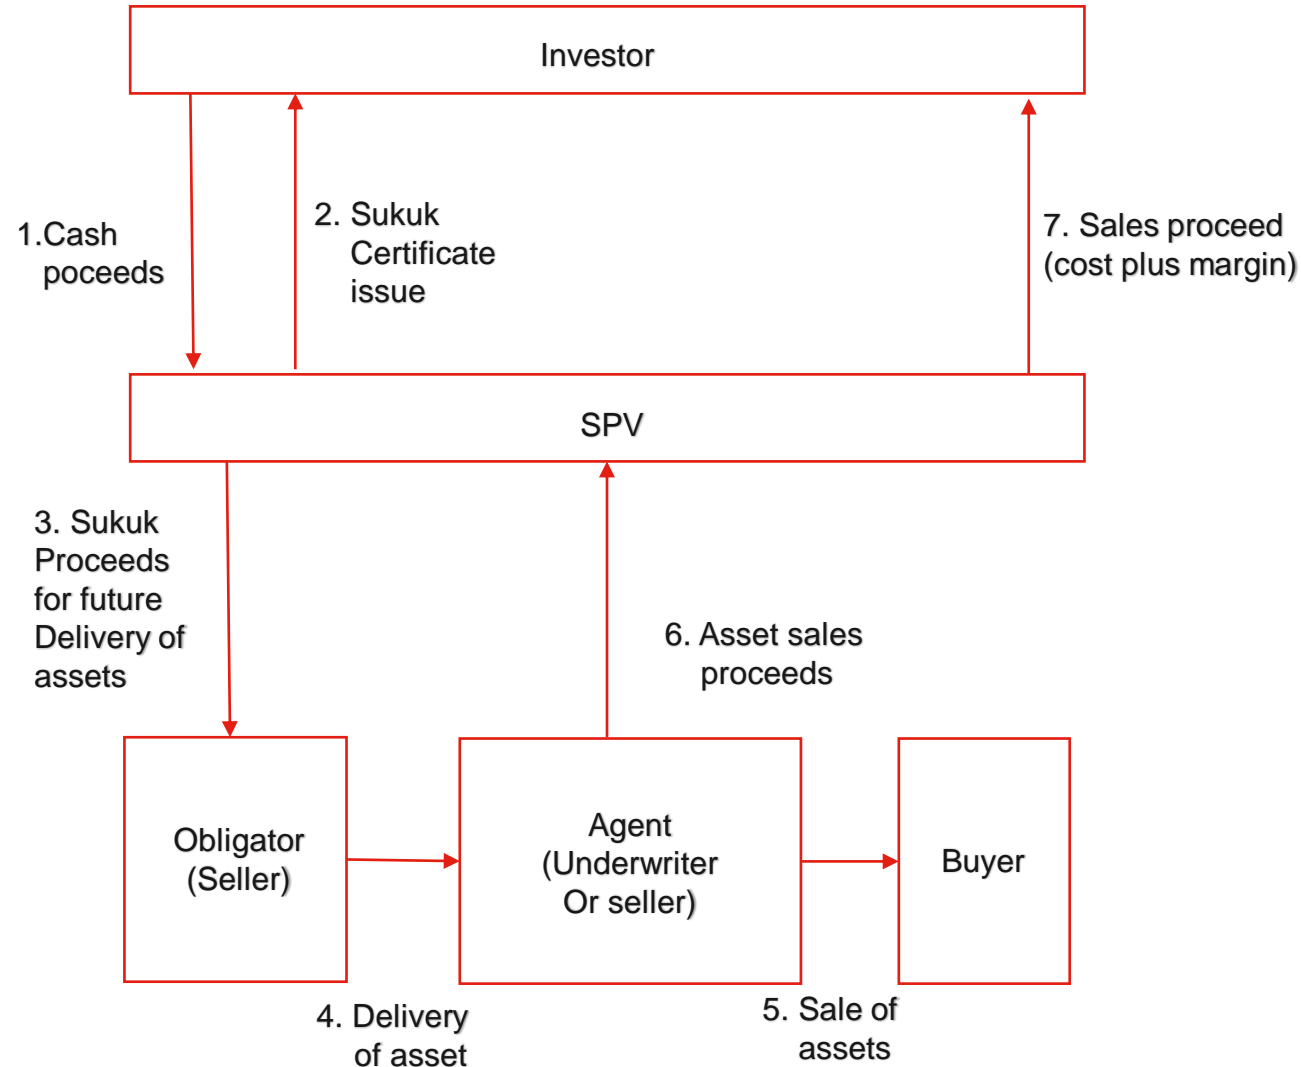 Investor
1.Cash
poceeds
2. Sukuk
Certificate
issue
7. Sales proceed
(cost plus margin)
SPV
3. Sukuk
Proceeds
for future
Delivery of
assets
6. Asset sales
proceeds
Obligator
(Seller)
Agent
(Underwriter
Or seller)
Buyer
4. Delivery
of asset
5. Sale of
assets